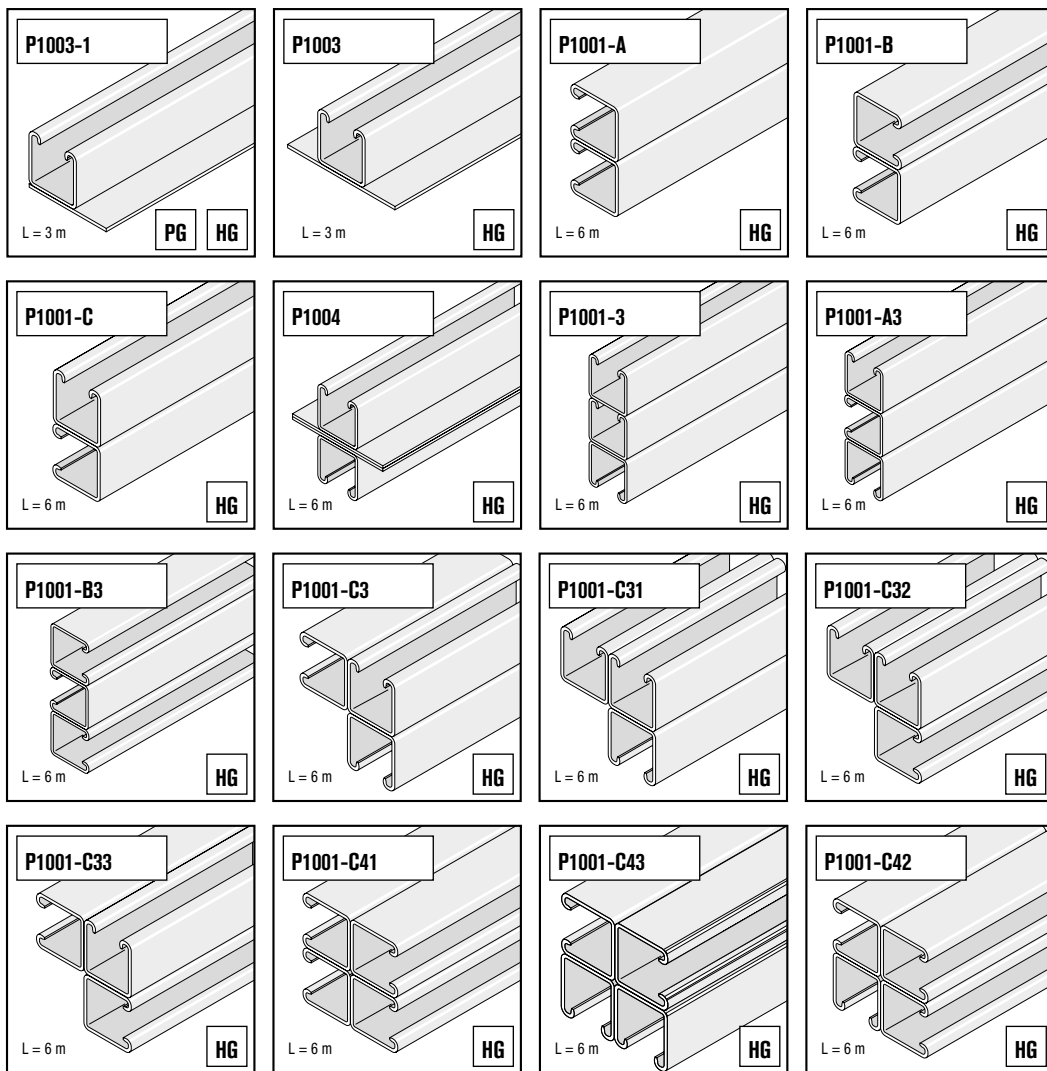 P1003-1
L = 3 m
PG
HG
P1003
L = 3 m
HG
P1001-A
L = 6 m
HG
P1001-B
L = 6 m
HG
P1001-C
L = 6 m
HG
P1004
L = 6 m
HG
P1001-3
L = 6 m
HG
P1001-A3
L = 6 m
HG
P1001-B3
L = 6 m
HG
P1001-C3
L = 6 m
HG
P1001-C31
L = 6 m
HG
P1001-C32
L = 6 m
HG
P1001-C33
L = 6 m
HG
P1001-C41
L = 6 m
HG
P1001-C43
L = 6 m
HG
P1001-C42
L = 6 m
HG